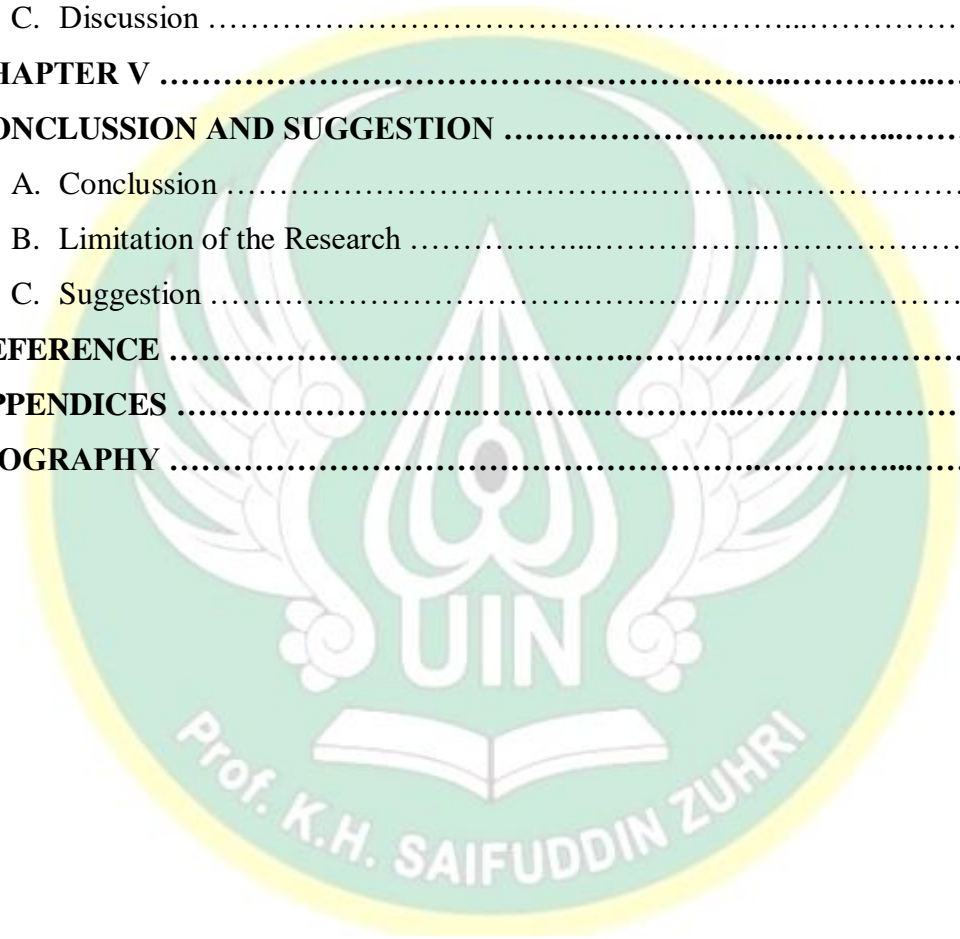 C. Discussion ……………………………………………...………………
HAPTER V ……………………………………………...…………..…
ONCLUSSION AND SUGGESTION ……………………...………...……
A. Conclussion …………………………………………….………………
B. Limitation of the Research ……………...……………..………………
C. Suggestion ……………………………………………..………………
EFERENCE ……………………………………..…….…..………………
PPENDICES ……………………….………..…………...………………
OGRAPHY ……………………………………………..…………...……
UIN
Prof. K.H. SAIFUDDIN ZUHRI